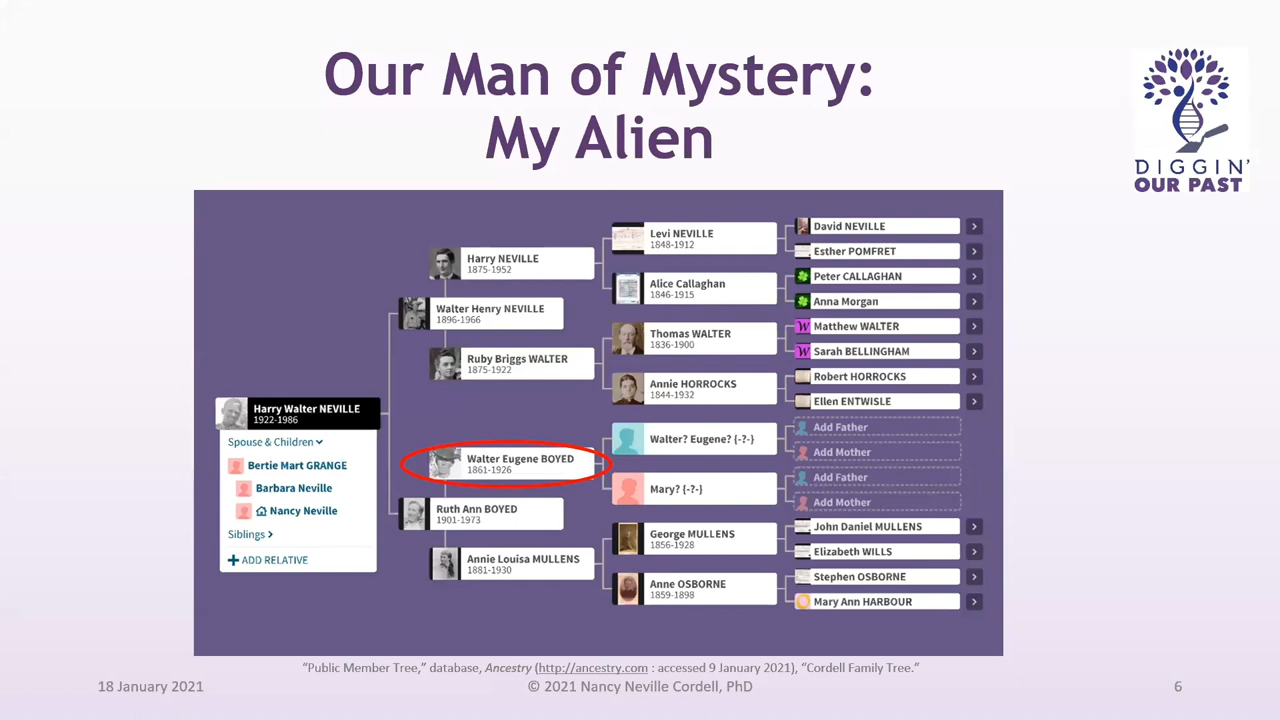 Our Man of Mystery:
My Alien
DIGGIN'
OUR PAST
Harry Walter NEVILLE
1922-1986
Spouse & Children
Bertie Mart GRANGE
Barbara Neville
Nancy Neville
Siblings
ADD RELATIVE
Walter Henry NEVILLE
1896-1966
Ruth Ann BOYED
1901-1973
Harry NEVILLE
1875-1952
Ruby Briggs WALTER
1875-1922
Walter Eugene BOYED
1861-1926
Annie Louisa MULLENS
1881-1930
Levi NEVILLE
1848-1912
Alice Callaghan
1846-1915
Thomas WALTER
1836-1900
Annie HORROCKS
1844-1932
Walter? Eugene? {-?-}
Mary? {-?-}
George MULLENS
1856-1928
Anne OSBORNE
1859-1898
David NEVILLE
Esther POMFRET
Peter CALLAGHAN
Anna Morgan
W
Matthew WALTER
W
Sarah BELLINGHAM
Robert HORROCKS
Ellen ENTWISLE
Add Father
Add Mother
Add Father
Add Mother
John Daniel MULLENS
Elizabeth WILLS
Stephen OSBORNE
Mary Ann HARBOUR
“Public Member Tree,” database, Ancestry (http://ancestry.com : accessed 9 January 2021), “Cordell Family Tree.”
18 January 2021
© 2021 Nancy Neville Cordell, PhD
6